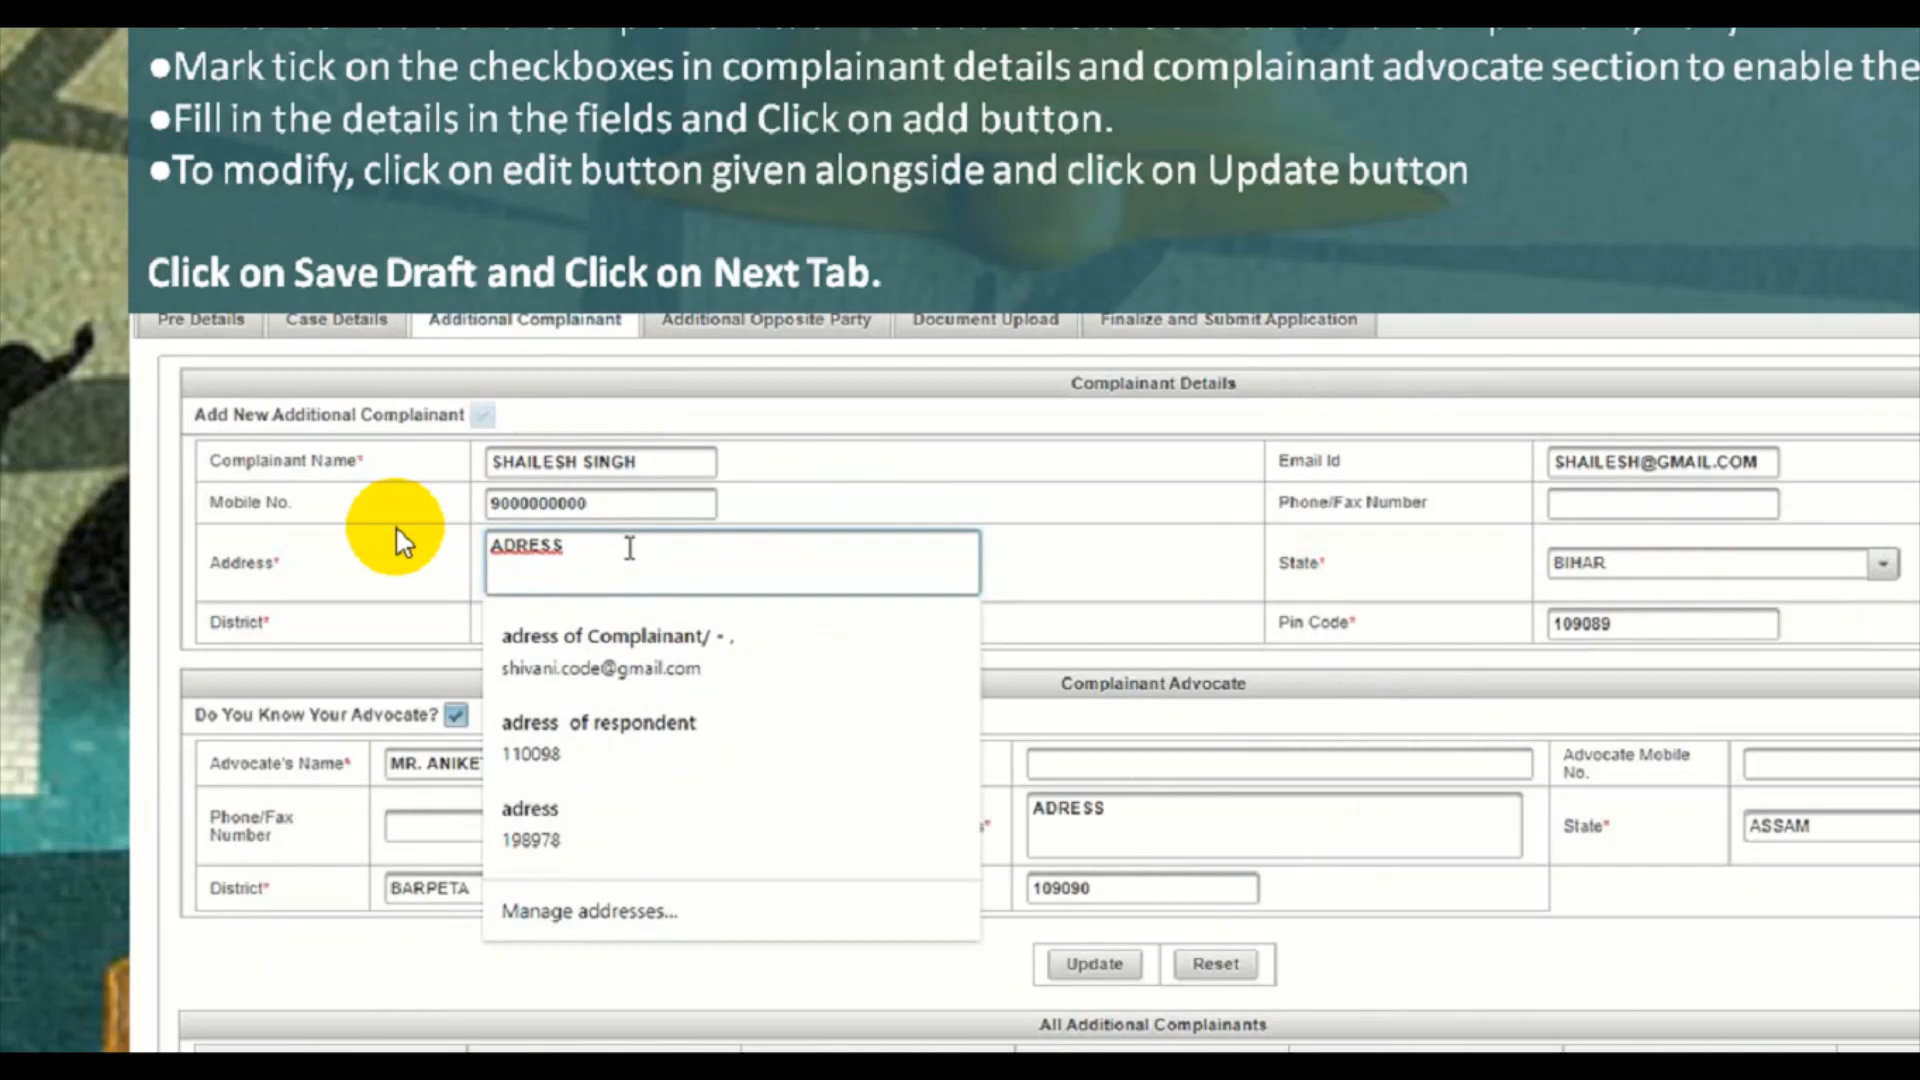 ●Mark tick on the checkboxes in complainant details and complainant advocate section to enable the
●Fill in the details in the fields and Click on add button.
●To modify, click on edit button given alongside and click on Update button
Click on Save Draft and Click on Next Tab.
Pre Details Case Details Additional Complainant Additional Opposite Party Document Upload Finalize and Submit Application
Complainant Details
Add New Additional Complainant
Complainant Name* SHAILESH SINGH Email Id SHAILESH@GMAIL.COM
Mobile No. 9000000000 Phone/Fax Number
Address* ADRESS State* BIHAR
District* Pin Code* 109089
adress of Complainant/ - ,
shivani.code@gmail.com
adress of respondent
110098
adress
198978
Manage addresses...
Complainant Advocate
Do You Know Your Advocate?
Advocate's Name* MR. ANIKE Advocate Mobile
No.
Phone/Fax
Number
ADRESS State* ASSAM
District* BARPETA 109090
Update Reset
All Additional Complainants